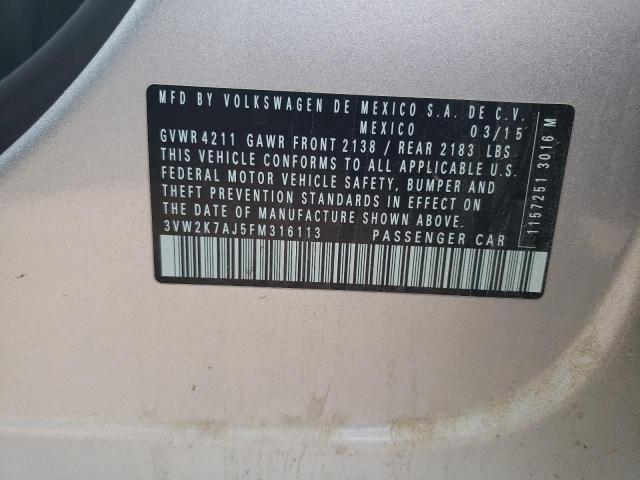 MFD BY VOLKSWAGEN DE MEXICO S.A. DE C.V.
MEXICO 03/15
GVWR 4211 GAWR FRONT 2138 / REAR 2183 LBS
THIS VEHICLE CONFORMS TO ALL APPLICABLE U.S.
FEDERAL MOTOR VEHICLE SAFETY, BUMPER AND
THEFT PREVENTION STANDARDS IN EFFECT ON
THE DATE OF MANUFACTURE SHOWN ABOVE.
3VW2K7AJ5FM316113 PASSENGER CAR
1157251 3016 M